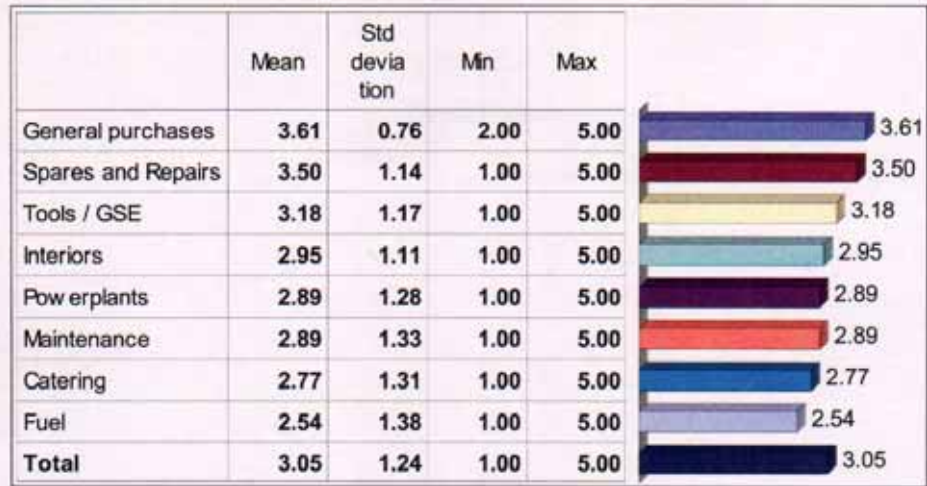 Mean Std devia tion Min Max
General purchases 3.61 0.76 2.00 5.00 3.61
Spares and Repairs 3.50 1.14 1.00 5.00 3.50
Tools / GSE 3.18 1.17 1.00 5.00 3.18
Interiors 2.95 1.11 1.00 5.00 2.95
Pow erplants 2.89 1.28 1.00 5.00 2.89
Maintenance 2.89 1.33 1.00 5.00 2.89
Catering 2.77 1.31 1.00 5.00 2.77
Fuel 2.54 1.38 1.00 5.00 2.54
Total 3.05 1.24 1.00 5.00 3.05